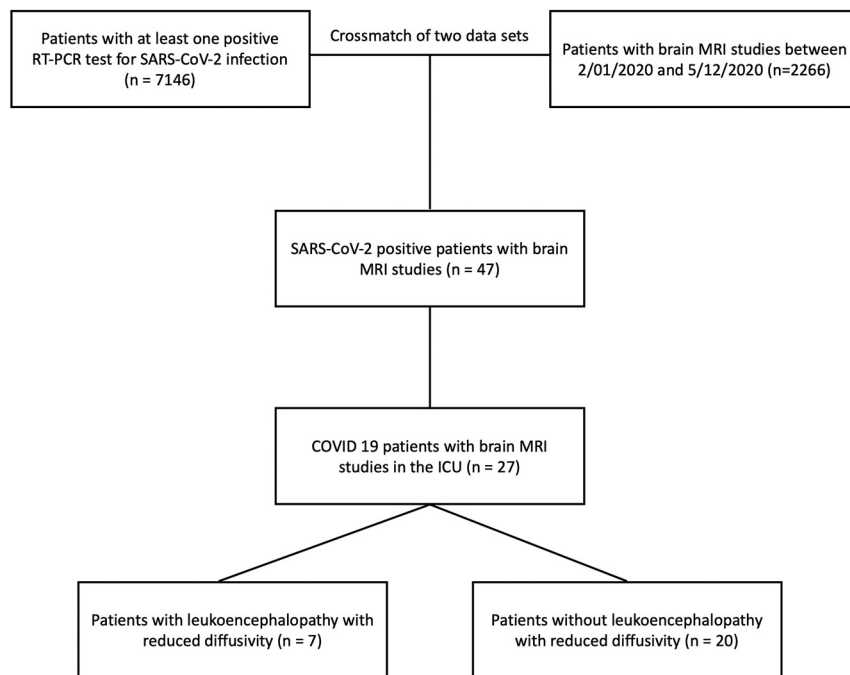 Patients with at least one positive
RT-PCR test for SARS-CoV-2 infection
(n = 7146)
Crossmatch of two data sets
Patients with brain MRI studies between
2/01/2020 and 5/12/2020 (n=2266)
SARS-CoV-2 positive patients with brain
MRI studies (n = 47)
COVID 19 patients with brain MRI
studies in the ICU (n = 27)
Patients with leukoencephalopathy with
reduced diffusivity (n = 7)
Patients without leukoencephalopathy
with reduced diffusivity (n = 20)